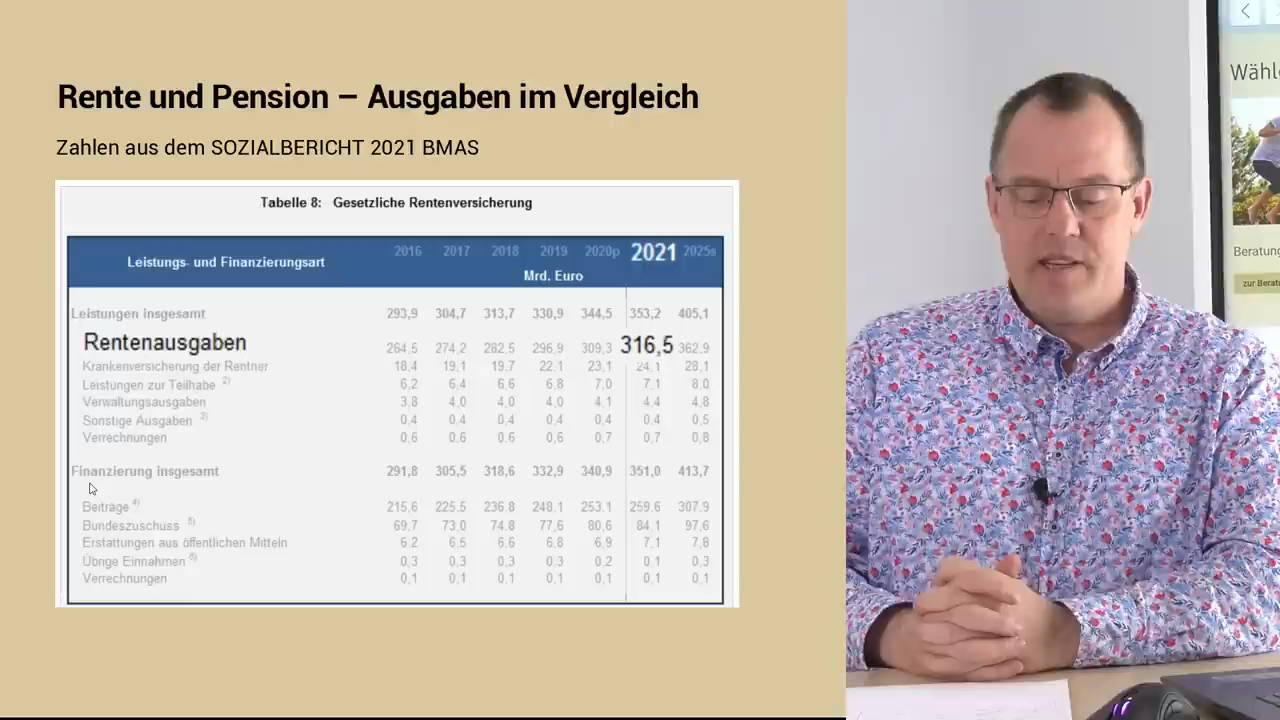 Rente und Pension – Ausgaben im Vergleich
Zahlen aus dem SOZIALBERICHT 2021 BMAS
Tabelle 8: Gesetzliche Rentenversicherung
Leistungs- und Finanzierungsart 2016 2017 2018 2019 2020p 2021 2025s
Mrd. Euro
Leistungen insgesamt 293,9 304,7 313,7 330,9 344,5 353,2 405,1
Rentenausgaben 264,5 274,2 282,5 296,9 309,3 316,5 362,9
Krankenversicherung der Rentner 18,4 19,1 19,7 22,1 23,1 24,1 28,1
Leistungen zur Teilhabe 2) 6,2 6,4 6,6 6,8 7,0 7,1 8,0
Verwaltungsausgaben 3,8 4,0 4,0 4,0 4,1 4,4 4,8
Sonstige Ausgaben 3) 0,4 0,4 0,4 0,4 0,4 0,4 0,5
Verrechnungen 0,6 0,6 0,6 0,6 0,7 0,7 0,8
Finanzierung insgesamt 291,8 305,5 318,6 332,9 340,9 351,0 413,7
Beiträge 4) 215,6 225,5 236,8 248,1 253,1 259,6 307,9
Bundeszuschuss 5) 69,7 73,0 74,8 77,6 80,6 84,1 97,6
Erstattungen aus öffentlichen Mitteln 6,2 6,5 6,6 6,8 6,9 7,1 7,8
Übrige Einnahmen 6) 0,3 0,3 0,3 0,3 0,2 0,1 0,3
Verrechnungen 0,1 0,1 0,1 0,1 0,1 0,1 0,1
Wähle
Beratung
zur Berat